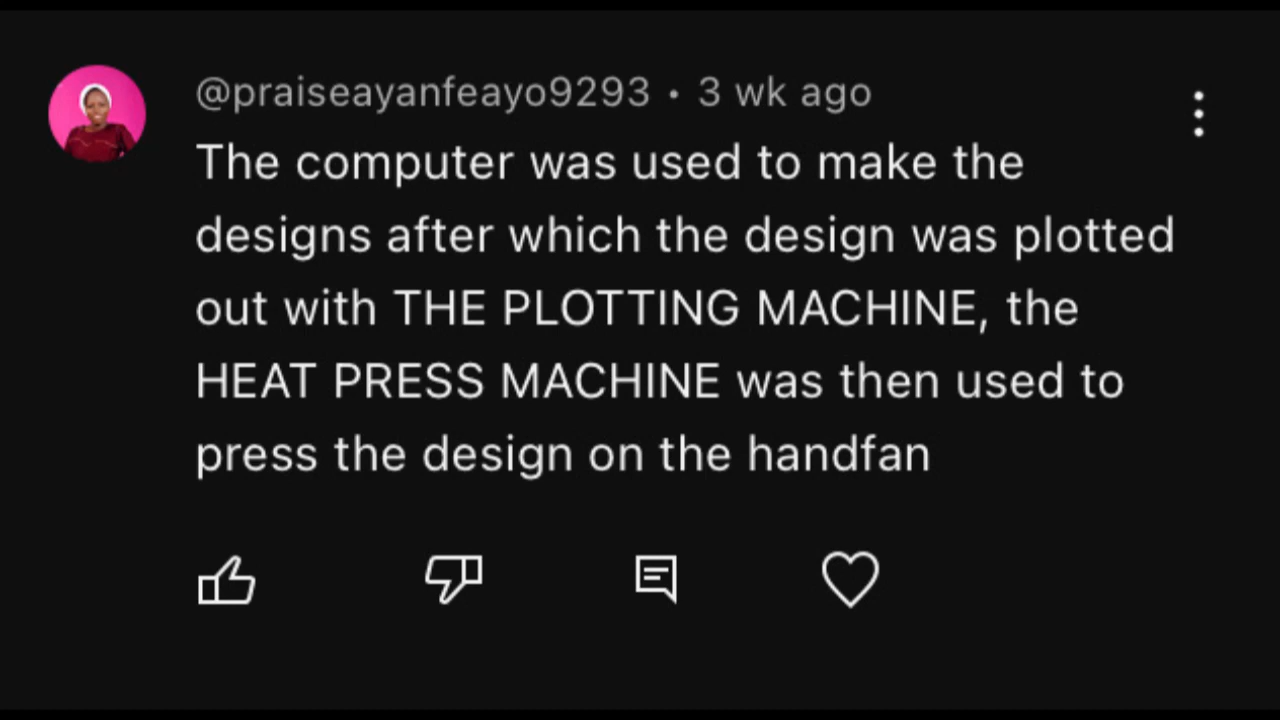 @praiseayanfeayo9293 • 3 wk ago
The computer was used to make the
designs after which the design was plotted
out with THE PLOTTING MACHINE, the
HEAT PRESS MACHINE was then used to
press the design on the handfan